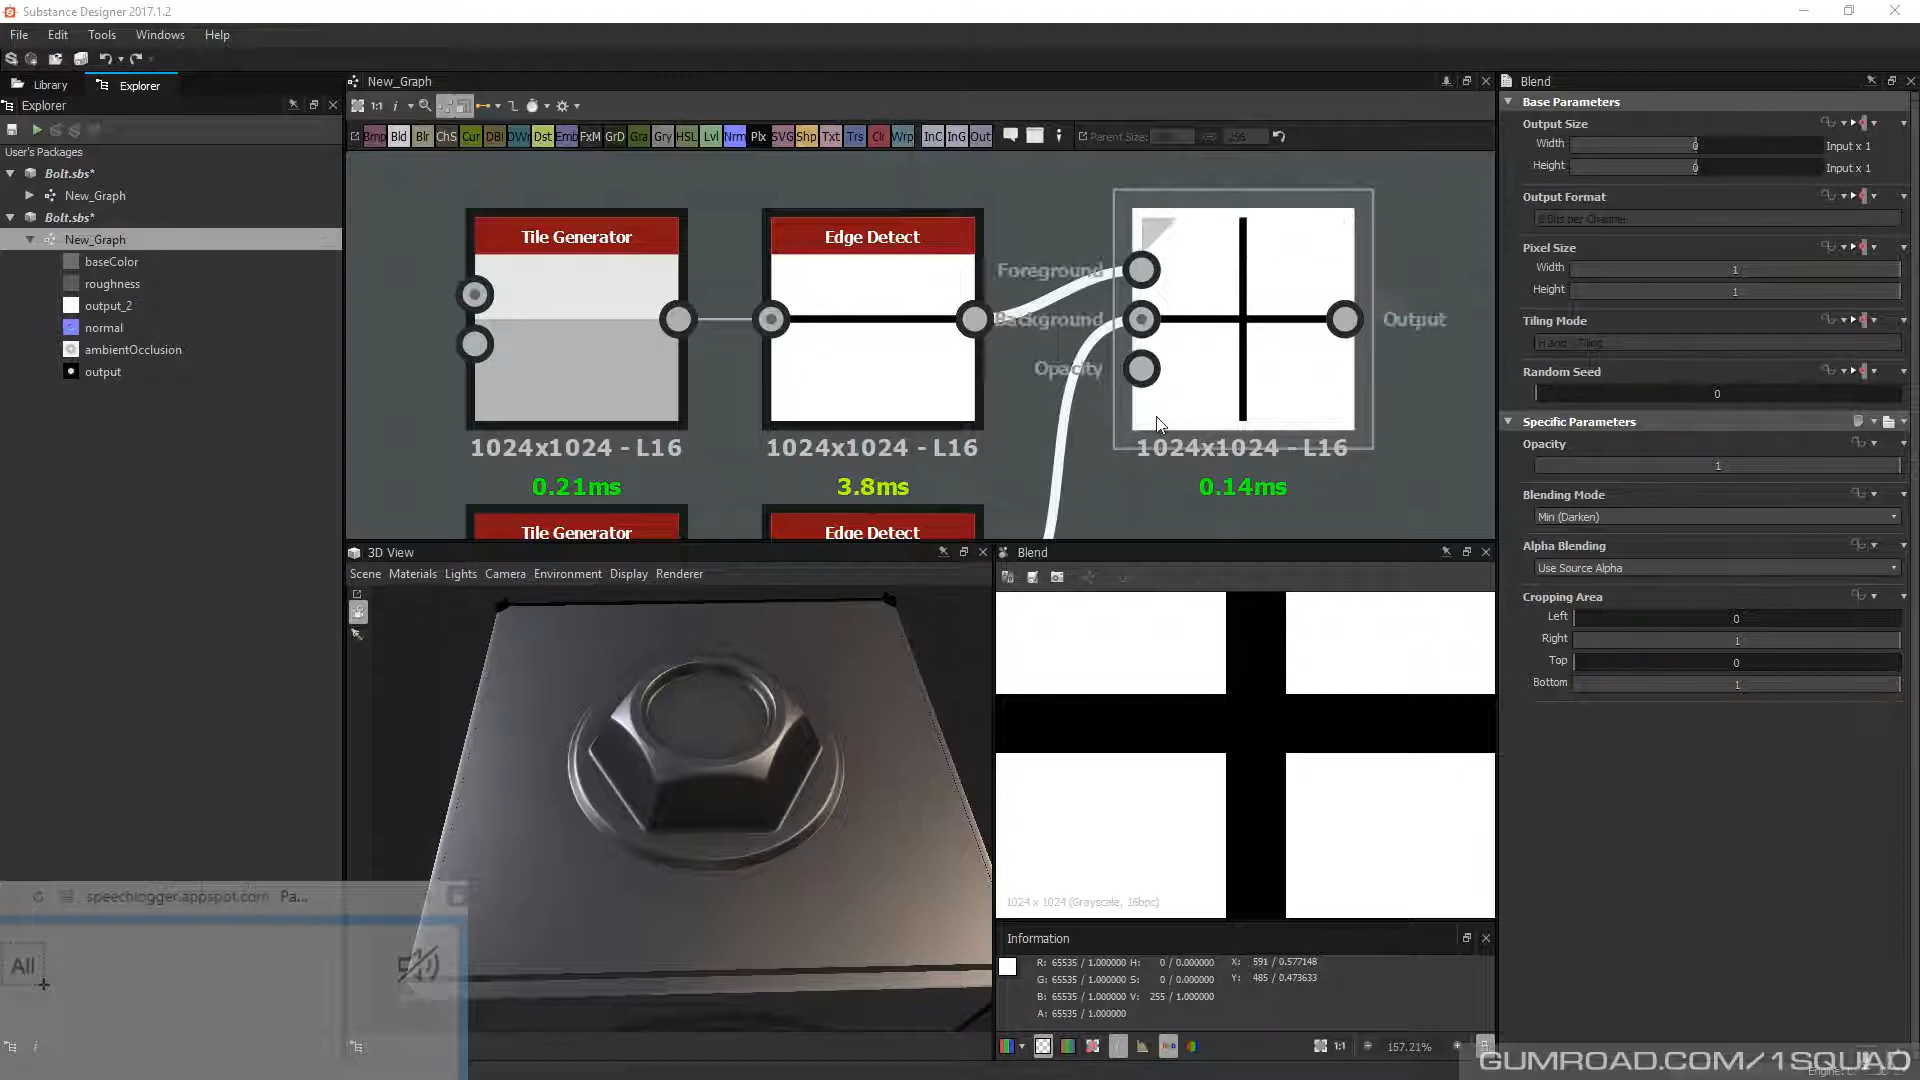 Substance Designer 2017.1.2
File Edit Tools Windows Help
Library Explorer
Explorer
User's Packages
Bolt.sbs*
New_Graph
Bolt.sbs*
New_Graph
baseColor
roughness
output_2
normal
ambientOcclusion
output
New_Graph
1:1 i
Bmp Bld Blr ChS Cur DBl DWr Dst Emb FxM GrD Gra Gry HSL Lvl Nrm Plx SVG Shp Txt Trs Clr Wrp InC InG Out
Parent Size: 256
Tile Generator Edge Detect
Foreground
Background Output
Opacity
1024x1024 - L16 1024x1024 - L16 1024x1024 - L16
0.21ms 3.8ms 0.14ms
Tile Generator Edge Detect
3D View
Scene Materials Lights Camera Environment Display Renderer
Blend
1024 x 1024 (Grayscale, 16bpc)
Information
R: 65535 / 1.000000 H: 0 / 0.000000 X: 591 / 0.577148
G: 65535 / 1.000000 S: 0 / 0.000000 Y: 485 / 0.473633
B: 65535 / 1.000000 V: 255 / 1.000000
A: 65535 / 1.000000
1:1 157.21%
Blend
Base Parameters
Output Size
Width 0 Input x 1
Height 0 Input x 1
Output Format
Bits per Channel
Pixel Size
Width 1
Height 1
Tiling Mode
Tiling
Random Seed
0
Specific Parameters
Opacity
1
Blending Mode
Min (Darken)
Alpha Blending
Use Source Alpha
Cropping Area
Left 0
Right 1
Top 0
Bottom 1
speechlogger.appspot.com Pa...
All
GUMROAD.COM/1SQUAD